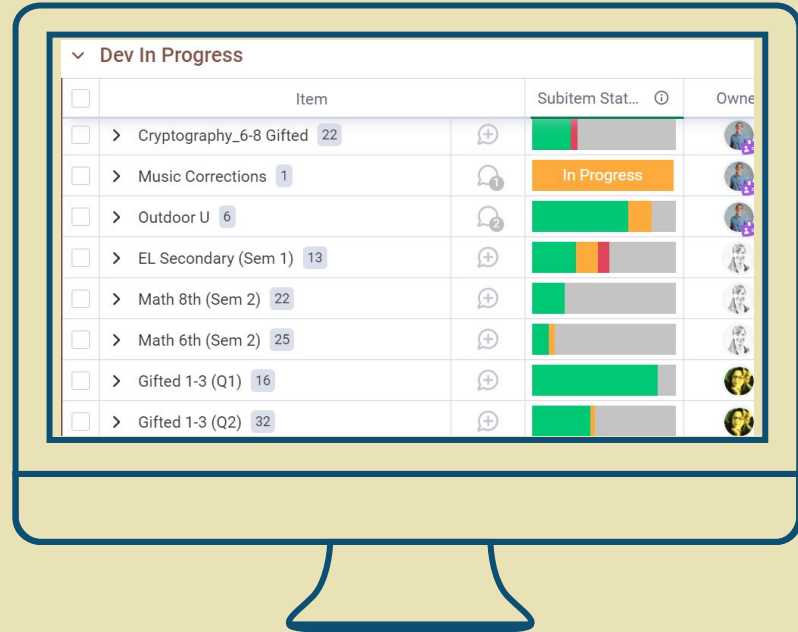 Dev In Progress
Item Subitem Stat... Owne
Cryptography_6-8 Gifted 22
Music Corrections 1 1 In Progress
Outdoor U 6 2
EL Secondary (Sem 1) 13
Math 8th (Sem 2) 22
Math 6th (Sem 2) 25
Gifted 1-3 (Q1) 16
Gifted 1-3 (Q2) 32